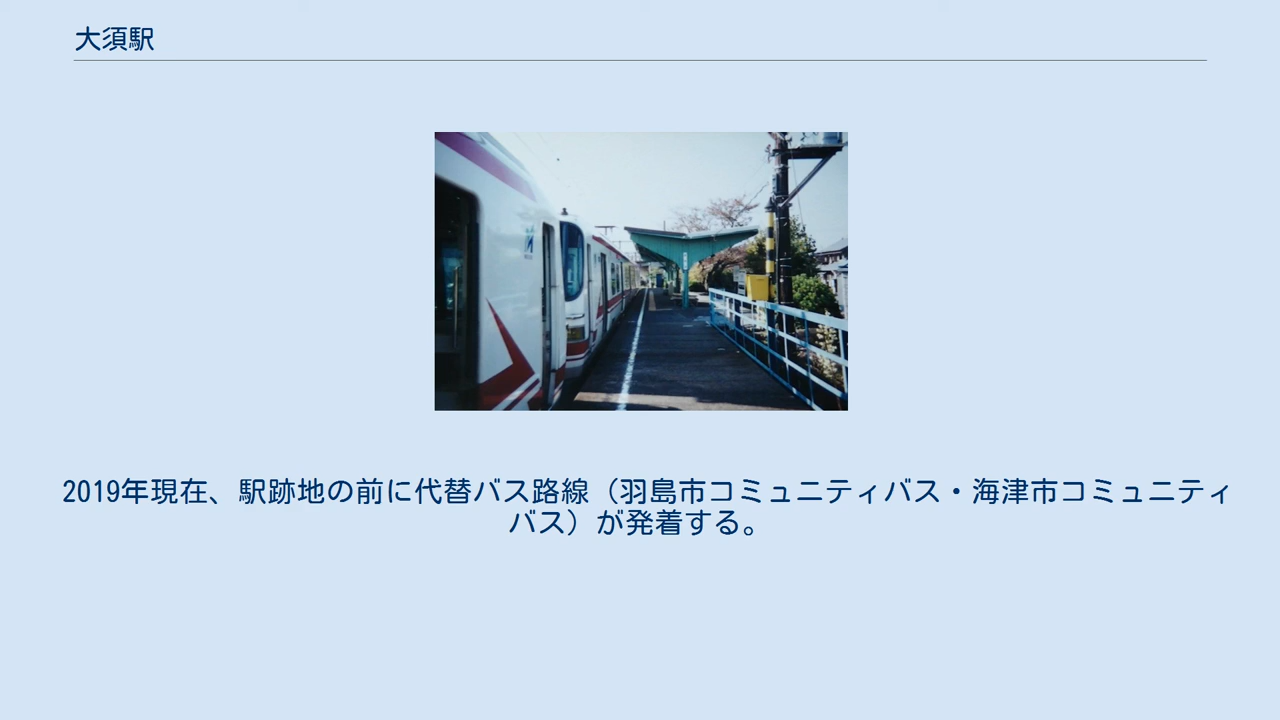 大須駅
2019年現在、駅跡地の前に代替バス路線（羽島市コミュニティバス・海津市コミュニティ
バス）が発着する。